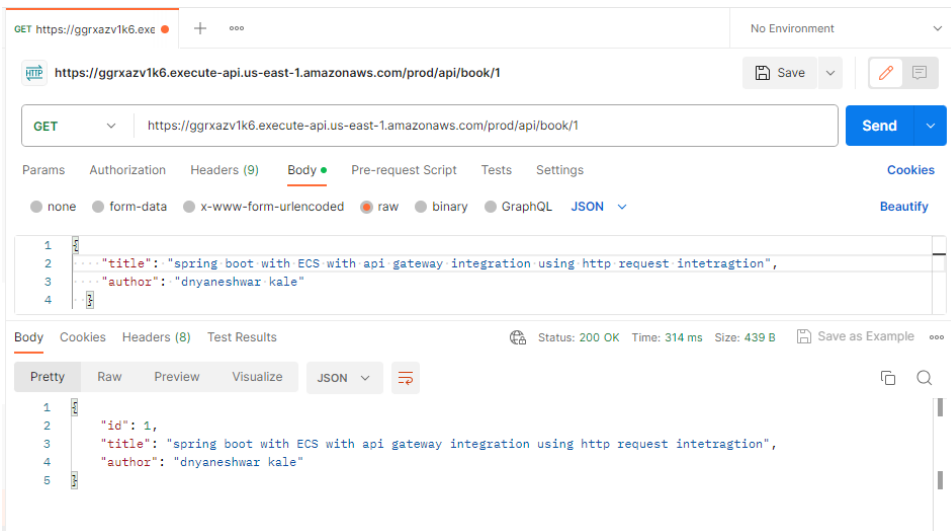 GET https://ggrxazv1k6.exe
No Environment
HTTP https://ggrxazv1k6.execute-api.us-east-1.amazonaws.com/prod/api/book/1 Save
GET https://ggrxazv1k6.execute-api.us-east-1.amazonaws.com/prod/api/book/1 Send
Params Authorization Headers (9) Body Pre-request Script Tests Settings Cookies
none form-data x-www-form-urlencoded raw binary GraphQL JSON Beautify
1 {
2 "title": "spring boot with ECS with api gateway integration using http request intetragtion",
3 "author": "dnyaneshwar kale"
4 }
Body Cookies Headers (8) Test Results Status: 200 OK Time: 314 ms Size: 439 B Save as Example
Pretty Raw Preview Visualize JSON
1 {
2 "id": 1,
3 "title": "spring boot with ECS with api gateway integration using http request intetragtion",
4 "author": "dnyaneshwar kale"
5 }